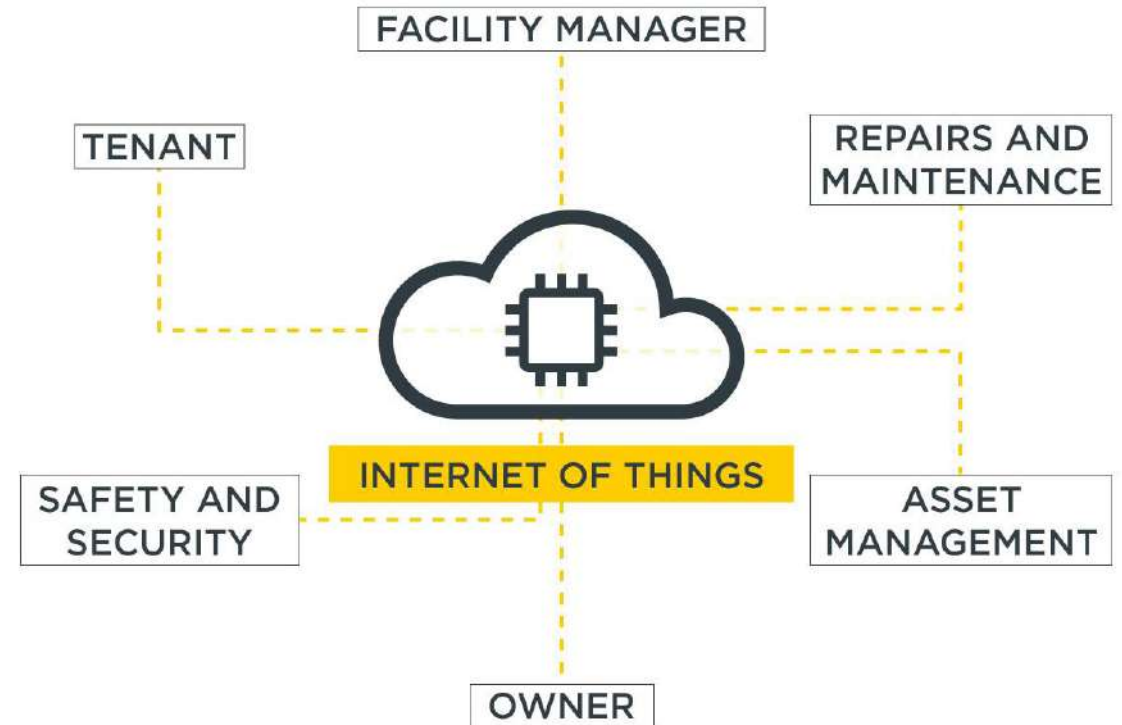 FACILITY MANAGER
TENANT
REPAIRS AND
MAINTENANCE
INTERNET OF THINGS
SAFETY AND
SECURITY
ASSET
MANAGEMENT
OWNER